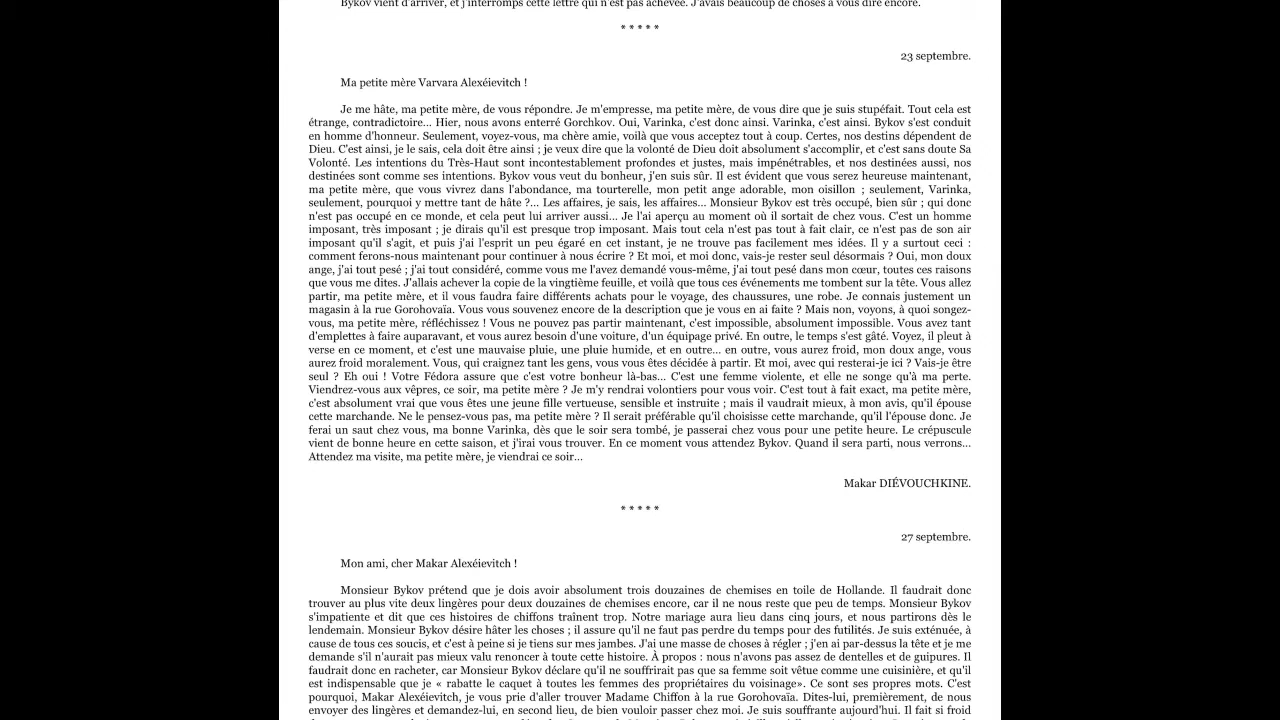 Bykov vient d'arriver, et j'interromps cette lettre qui n'est pas achevée. J'avais beaucoup de choses à vous dire encore.
* * * * *
23 septembre.
Ma petite mère Varvara Alexéievitch !
Je me hâte, ma petite mère, de vous répondre. Je m'empresse, ma petite mère, de vous dire que je suis stupéfait. Tout cela est
étrange, contradictoire... Hier, nous avons enterré Gorchkov. Oui, Varinka, c'est donc ainsi. Varinka, c'est ainsi. Bykov s'est conduit
en homme d'honneur. Seulement, voyez-vous, ma chère amie, voilà que vous acceptez tout à coup. Certes, nos destins dépendent de
Dieu. C'est ainsi, je le sais, cela doit être ainsi ; je veux dire que la volonté de Dieu doit absolument s'accomplir, et c'est sans doute Sa
Volonté. Les intentions du Très-Haut sont incontestablement profondes et justes, mais impénétrables, et nos destinées aussi, nos
destinées sont comme ses intentions. Bykov vous veut du bonheur, j'en suis sûr. Il est évident que vous serez heureuse maintenant,
ma petite mère, que vous vivrez dans l'abondance, ma tourterelle, mon petit ange adorable, mon oisillon ; seulement, Varinka,
seulement, pourquoi y mettre tant de hâte ?... Les affaires, je sais, les affaires... Monsieur Bykov est très occupé, bien sûr ; qui donc
n'est pas occupé en ce monde, et cela peut lui arriver aussi... Je l'ai aperçu au moment où il sortait de chez vous. C'est un homme
imposant, très imposant ; je dirais qu'il est presque trop imposant. Mais tout cela n'est pas tout à fait clair, ce n'est pas de son air
imposant qu'il s'agit, et puis j'ai l'esprit un peu égaré en cet instant, je ne trouve pas facilement mes idées. Il y a surtout ceci :
comment ferons-nous maintenant pour continuer à nous écrire ? Et moi, et moi donc, vais-je rester seul désormais ? Oui, mon doux
ange, j'ai tout pesé ; j'ai tout considéré, comme vous me l'avez demandé vous-même, j'ai tout pesé dans mon cœur, toutes ces raisons
que vous me dites. J'allais achever la copie de la vingtième feuille, et voilà que tous ces événements me tombent sur la tête. Vous allez
partir, ma petite mère, et il vous faudra faire différents achats pour le voyage, des chaussures, une robe. Je connais justement un
magasin à la rue Gorohovaïa. Vous vous souvenez encore de la description que je vous en ai faite ? Mais non, voyons, à quoi songez-
vous, ma petite mère, réfléchissez ! Vous ne pouvez pas partir maintenant, c'est impossible, absolument impossible. Vous avez tant
d'emplettes à faire auparavant, et vous aurez besoin d'une voiture, d'un équipage privé. En outre, le temps s'est gâté. Voyez, il pleut à
verse en ce moment, et c'est une mauvaise pluie, une pluie humide, et en outre... en outre, vous aurez froid, mon doux ange, vous
aurez froid moralement. Vous, qui craignez tant les gens, vous vous êtes décidée à partir. Et moi, avec qui resterai-je ici ? Vais-je être
seul ? Eh oui ! Votre Fédora assure que c'est votre bonheur là-bas... C'est une femme violente, et elle ne songe qu'à ma perte.
Viendrez-vous aux vêpres, ce soir, ma petite mère ? Je m'y rendrai volontiers pour vous voir. C'est tout à fait exact, ma petite mère,
c'est absolument vrai que vous êtes une jeune fille vertueuse, sensible et instruite ; mais il vaudrait mieux, à mon avis, qu'il épouse
cette marchande. Ne le pensez-vous pas, ma petite mère ? Il serait préférable qu'il choisisse cette marchande, qu'il l'épouse donc. Je
ferai un saut chez vous, ma bonne Varinka, dès que le soir sera tombé, je passerai chez vous pour une petite heure. Le crépuscule
vient de bonne heure en cette saison, et j'irai vous trouver. En ce moment vous attendez Bykov. Quand il sera parti, nous verrons...
Attendez ma visite, ma petite mère, je viendrai ce soir...
Makar DIÉVOUCHKINE.
* * * * *
27 septembre.
Mon ami, cher Makar Alexéievitch !
Monsieur Bykov prétend que je dois avoir absolument trois douzaines de chemises en toile de Hollande. Il faudrait donc
trouver au plus vite deux lingères pour deux douzaines de chemises encore, car il ne nous reste que peu de temps. Monsieur Bykov
s'impatiente et dit que ces histoires de chiffons traînent trop. Notre mariage aura lieu dans cinq jours, et nous partirons dès le
lendemain. Monsieur Bykov désire hâter les choses ; il assure qu'il ne faut pas perdre du temps pour des futilités. Je suis exténuée, à
cause de tous ces soucis, et c'est à peine si je tiens sur mes jambes. J'ai une masse de choses à régler ; j'en ai par-dessus la tête et je me
demande s'il n'aurait pas mieux valu renoncer à toute cette histoire. À propos : nous n'avons pas assez de dentelles et de guipures. Il
faudrait donc en racheter, car Monsieur Bykov déclare qu'il ne souffrirait pas que sa femme soit vêtue comme une cuisinière, et qu'il
est indispensable que je « rabatte le caquet à toutes les femmes des propriétaires du voisinage». Ce sont ses propres mots. C'est
pourquoi, Makar Alexéievitch, je vous prie d'aller trouver Madame Chiffon à la rue Gorohovaïa. Dites-lui, premièrement, de nous
envoyer des lingères et demandez-lui, en second lieu, de bien vouloir passer chez moi. Je suis souffrante aujourd'hui. Il fait si froid